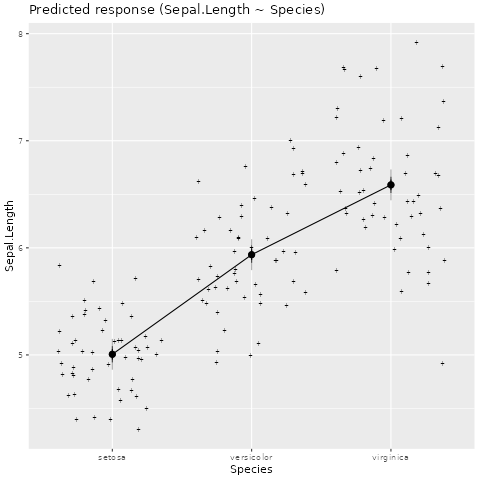 Predicted response (Sepal.Length ~ Species)
8
7
6
5
Sepal.Length
setosa versicolor virginica
Species